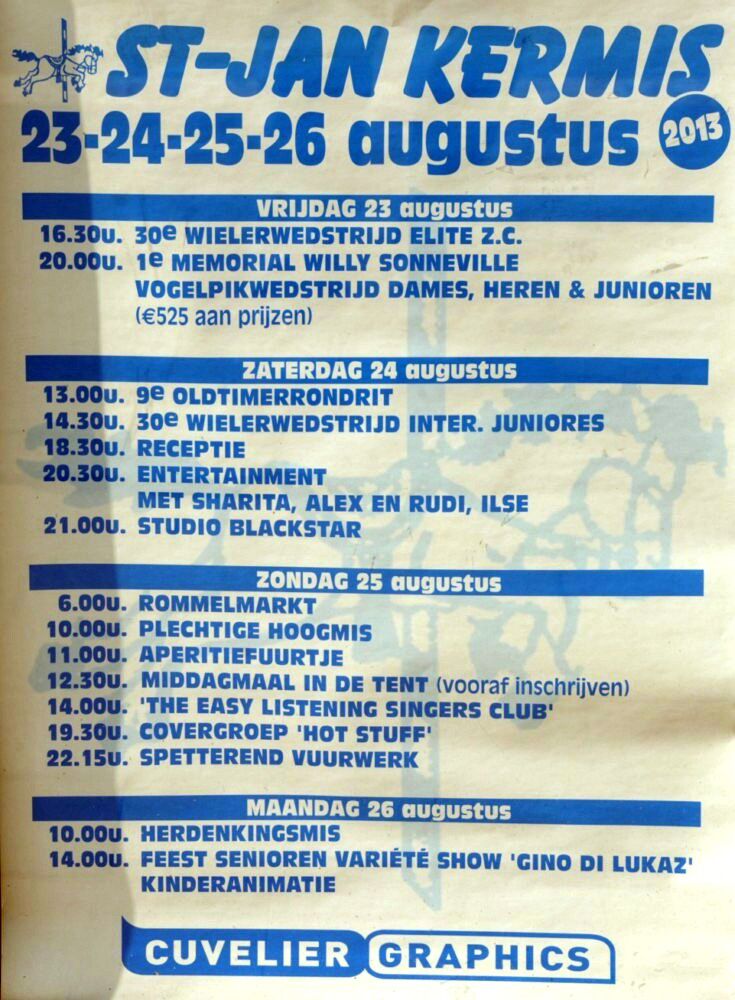 ST-JAN KERMIS
23-24-25-26 augustus 2013
VRIJDAG 23 augustus
16.30u. 30e WIELERWEDSTRIJD ELITE Z.C.
20.00u. 1e MEMORIAL WILLY SONNEVILLE
VOGELPIKWEDSTRIJD DAMES, HEREN & JUNIOREN
(€525 aan prijzen)
ZATERDAG 24 augustus
13.00u. 9e OLDTIMERRONDRIT
14.30u. 30e WIELERWEDSTRIJD INTER. JUNIORES
18.30u. RECEPTIE
20.30u. ENTERTAINMENT
MET SHARITA, ALEX EN RUDI, ILSE
21.00u. STUDIO BLACKSTAR
ZONDAG 25 augustus
6.00u. ROMMELMARKT
10.00u. PLECHTIGE HOOGMIS
11.00u. APERITIEFUURTJE
12.30u. MIDDAGMAAL IN DE TENT (vooraf inschrijven)
14.00u. 'THE EASY LISTENING SINGERS CLUB'
19.30u. COVERGROEP 'HOT STUFF'
22.15u. SPETTEREND VUURWERK
MAANDAG 26 augustus
10.00u. HERDENKINGSMIS
14.00u. FEEST SENIOREN VARIÉTÉ SHOW 'GINO DI LUKAZ'
KINDERANIMATIE
CUVELIER GRAPHICS